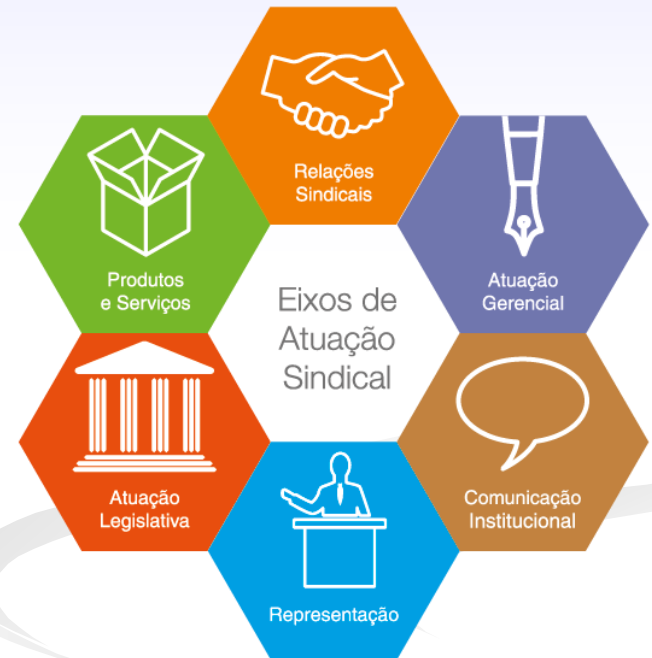 Relações
Sindicais
Produtos
e Serviços
Atuação
Gerencial
Eixos de
Atuação
Sindical
Atuação
Legislativa
Comunicação
Institucional
Representação